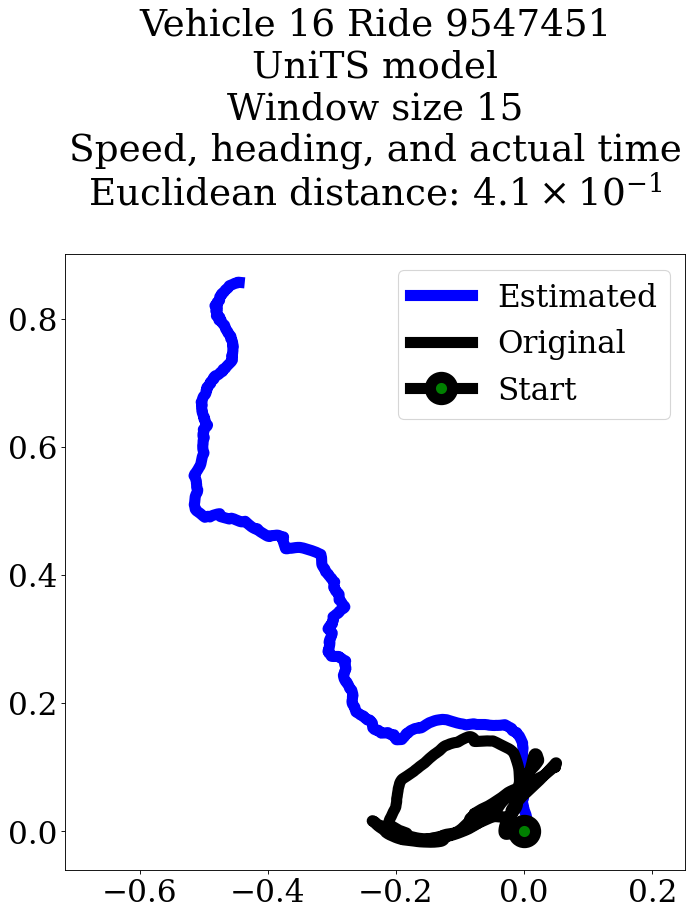 Vehicle 16 Ride 9547451
UniTS model
Window size 15
Speed, heading, and actual time
Euclidean distance: 4.1 × 10⁻¹
Estimated
Original
Start
0.8
0.6
0.4
0.2
0.0
−0.6 −0.4 −0.2 0.0 0.2